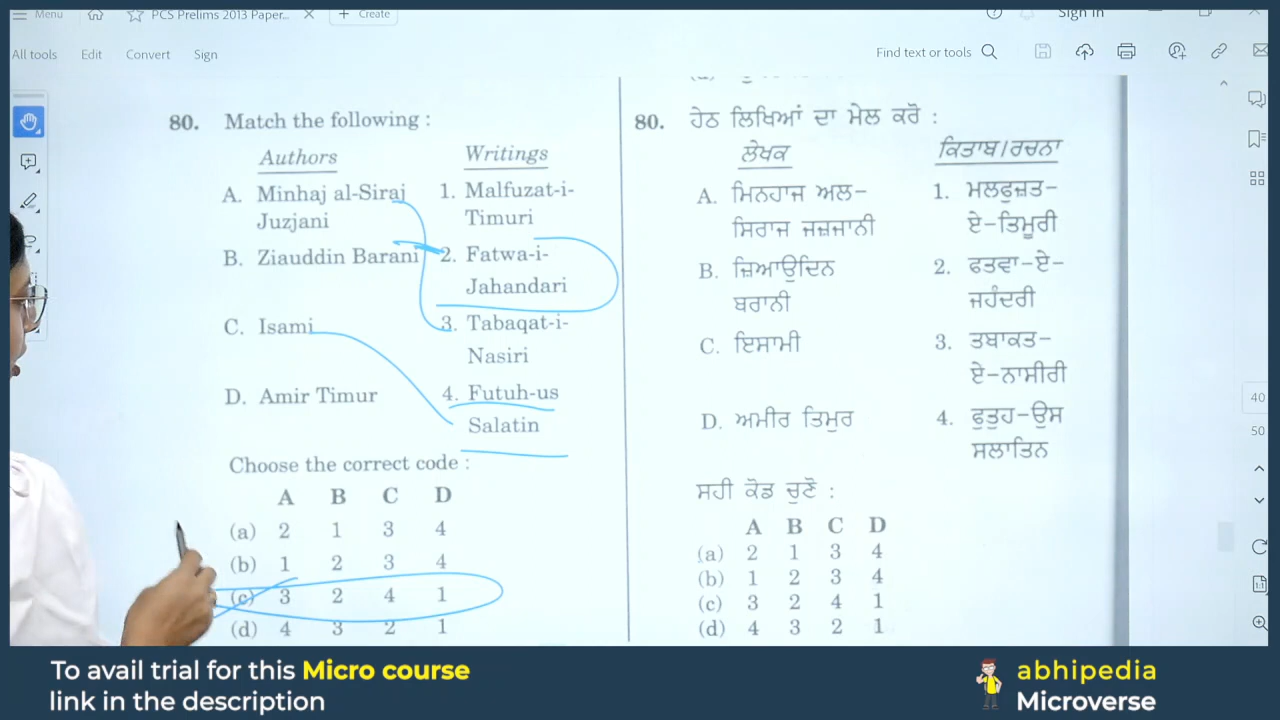 Menu
PCS Prelims 2013 Paper...
Create
Sign In
All tools
Edit
Convert
Sign
Find text or tools
80. Match the following :
Authors Writings
A. Minhaj al-Siraj 1. Malfuzat-i-
Juzjani Timuri
B. Ziauddin Barani 2. Fatwa-i-
Jahandari
C. Isami 3. Tabaqat-i-
Nasiri
D. Amir Timur 4. Futuh-us
Salatin
Choose the correct code :
A B C D
(a) 2 1 3 4
(b) 1 2 3 4
(c) 3 2 4 1
(d) 4 3 2 1
80. ਹੇਠ ਲਿਖਿਆਂ ਦਾ ਮੇਲ ਕਰੋ :
ਲੇਖਕ ਕਿਤਾਬ/ਰਚਨਾ
A. ਮਿਨਹਾਜ ਅਲ- 1. ਮਲਫੁਜ਼ਤ-
ਸਿਰਾਜ ਜਜ਼ਜਾਨੀ ਏ-ਤਿਮੂਰੀ
B. ਜ਼ਿਆਉਦਿਨ 2. ਫਤਵਾ-ਏ-
ਬਰਾਨੀ ਜਹੰਦਰੀ
C. ਇਸਾਮੀ 3. ਤਬਾਕਤ-
ਏ-ਨਾਸੀਰੀ
D. ਅਮੀਰ ਤਿਮੁਰ 4. ਫੁਤੁਹ-ਉਸ
ਸਲਾਤਿਨ
ਸਹੀ ਕੋਡ ਚੁਣੋ :
A B C D
(a) 2 1 3 4
(b) 1 2 3 4
(c) 3 2 4 1
(d) 4 3 2 1
40
50
To avail trial for this Micro course
link in the description
abhipedia
Microverse